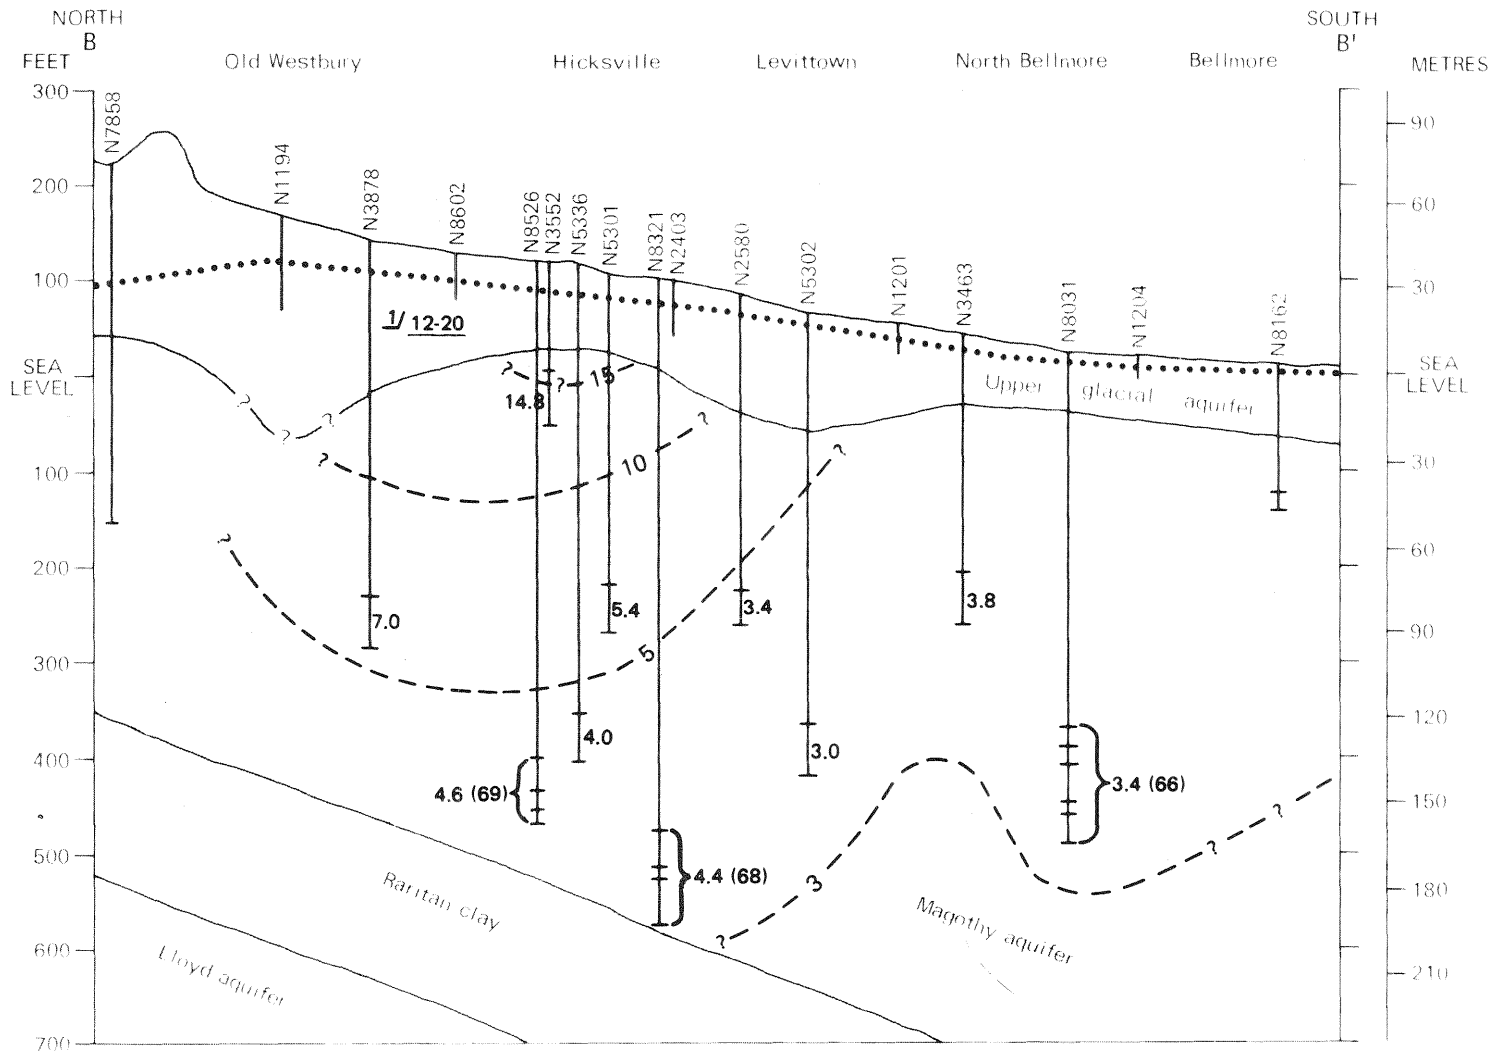 NORTH
B
SOUTH
B'
FEET
Old Westbury
Hicksville
Levittown
North Bellmore
Bellmore
METRES
300
N7858
90
N1194
N3878
200
N8602
N8526
N3552
N5336
N5301
N8321
N2403
N2580
N5302
N1201
N3463
N8031
N1204
N8162
60
100
30
1/ 12-20
SEA
LEVEL
?
?
15
14.8
Upper glacial aquifer
SEA
LEVEL
?
?
?
?
?
10
?
100
30
?
200
60
7.0
5.4
3.4
3.8
90
300
5
120
4.0
3.0
400
4.6 (69)
3.4 (66)
150
?
?
500
4.4 (68)
3
180
Raritan clay
Magothy aquifer
?
600
Lloyd aquifer
210
700